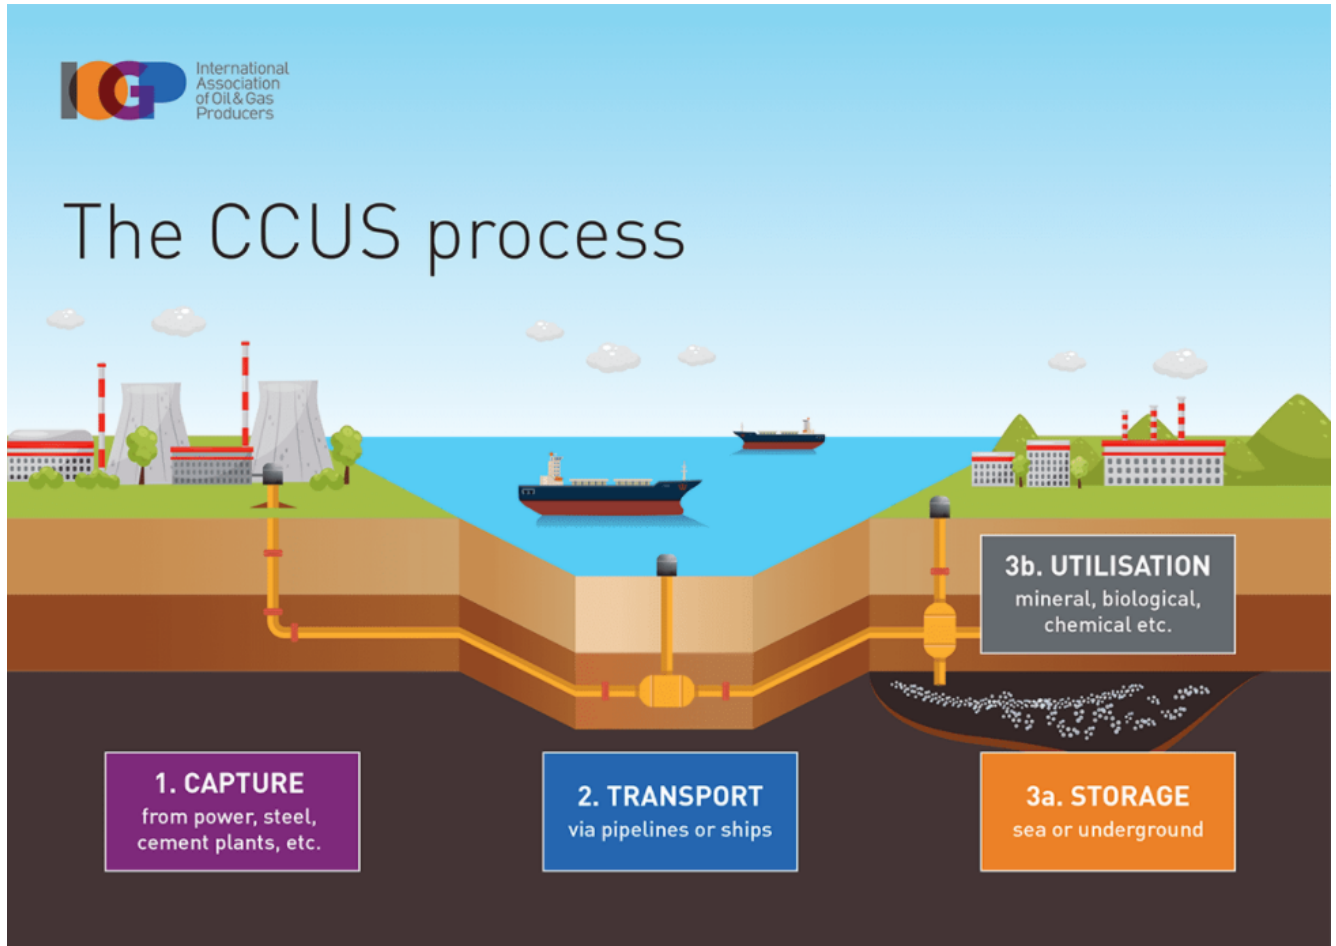 IOGP
International
Association
of Oil & Gas
Producers
The CCUS process
3b. UTILISATION
mineral, biological,
chemical etc.
1. CAPTURE
from power, steel,
cement plants, etc.
2. TRANSPORT
via pipelines or ships
3a. STORAGE
sea or underground